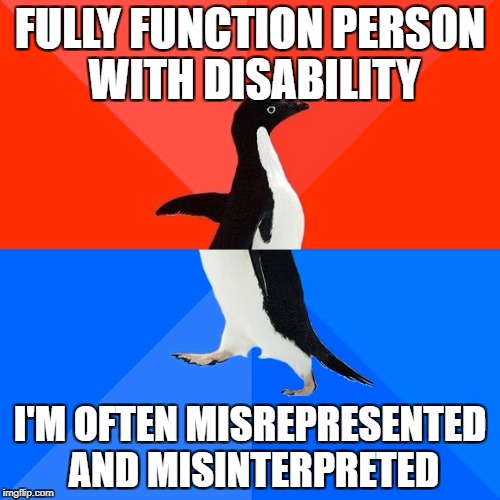 FULLY FUNCTION PERSON
WITH DISABILITY
I'M OFTEN MISREPRESENTED
AND MISINTERPRETED
imgflip.com